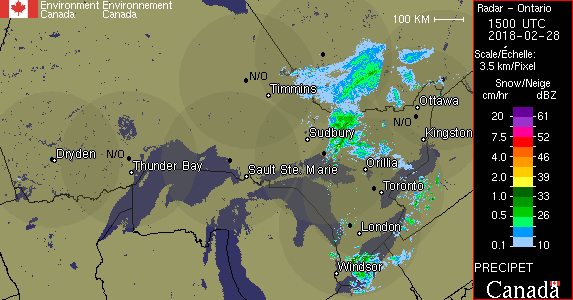 Environment Environnement
Canada Canada
100 KM
N/O
Timmins
Ottawa
N/O
Sudbury
Kingston
Dryden
N/O
Thunder Bay
Sault Ste. Marie
Orillia
Toronto
London
Windsor
Radar - Ontario
1500 UTC
2018-02-28
Scale/Échelle:
3.5 km/Pixel
Snow/Neige
cm/hr dBZ
20 61
7.5 52
4.0 46
2.0 39
1.0 33
0.5 26
0.1 10
PRECIPET
Canada